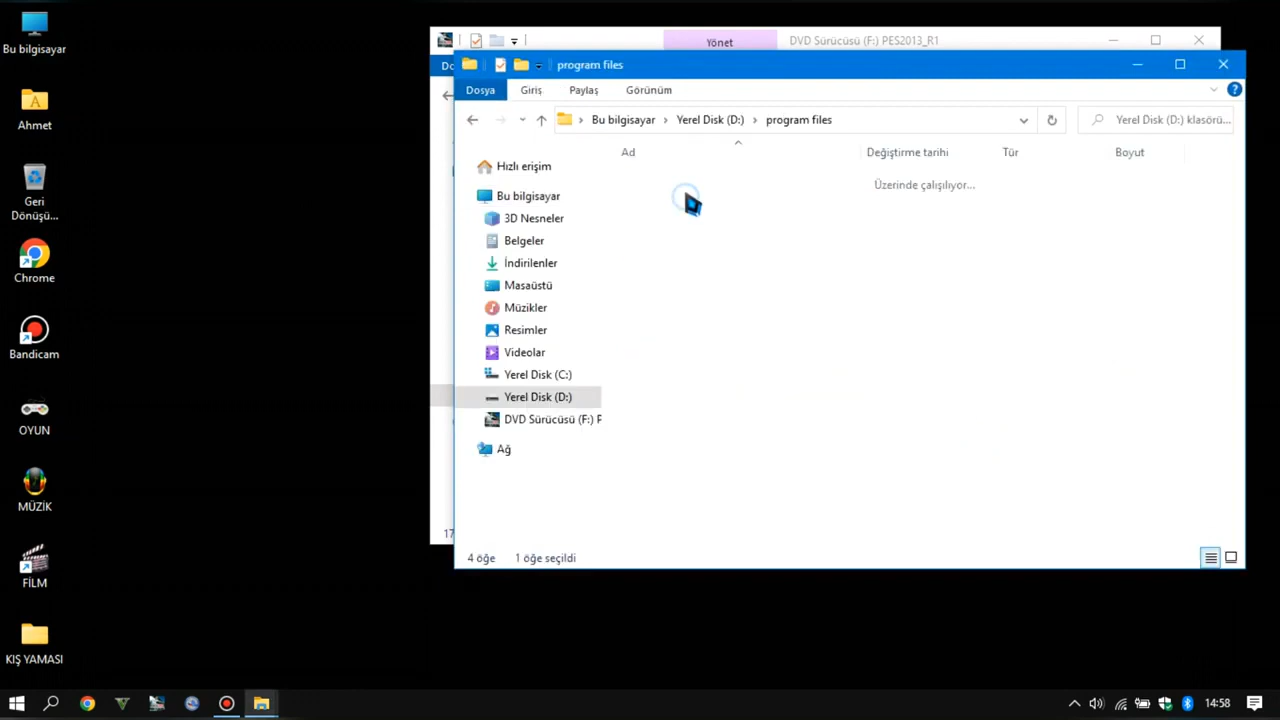 Bu bilgisayar
Ahmet
Geri
Dönüşü...
Chrome
Bandicam
OYUN
MÜZİK
FİLM
KIŞ YAMASI
Yönet
DVD Sürücüsü (F:) PES2013_R1
program files
Dosya
Giriş
Paylaş
Görünüm
Bu bilgisayar
Yerel Disk (D:)
program files
Yerel Disk (D:) klasörü...
Ad
Değiştirme tarihi
Tür
Boyut
Üzerinde çalışılıyor...
Hızlı erişim
Bu bilgisayar
3D Nesneler
Belgeler
İndirilenler
Masaüstü
Müzikler
Resimler
Videolar
Yerel Disk (C:)
Yerel Disk (D:)
DVD Sürücüsü (F:) P
Ağ
4 öğe
1 öğe seçildi
14:58